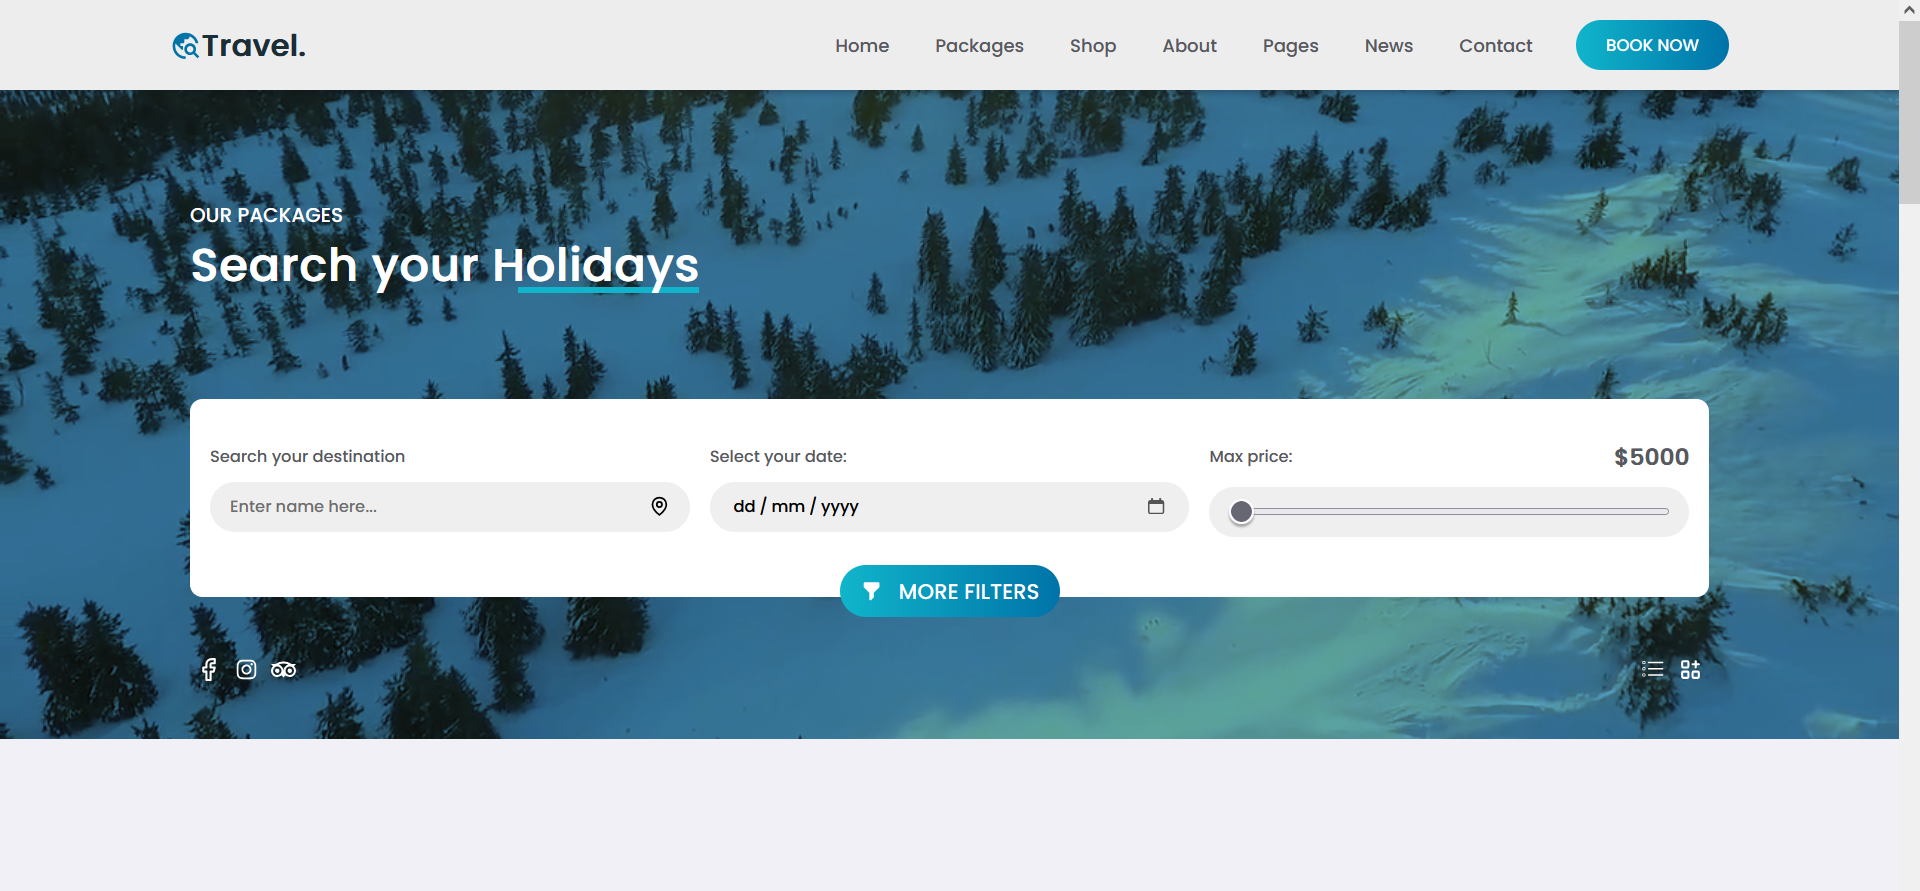 Travel.
Home Packages Shop About Pages News Contact BOOK NOW
OUR PACKAGES
Search your Holidays
Search your destination Select your date: Max price: $5000
Enter name here... dd / mm / yyyy
MORE FILTERS